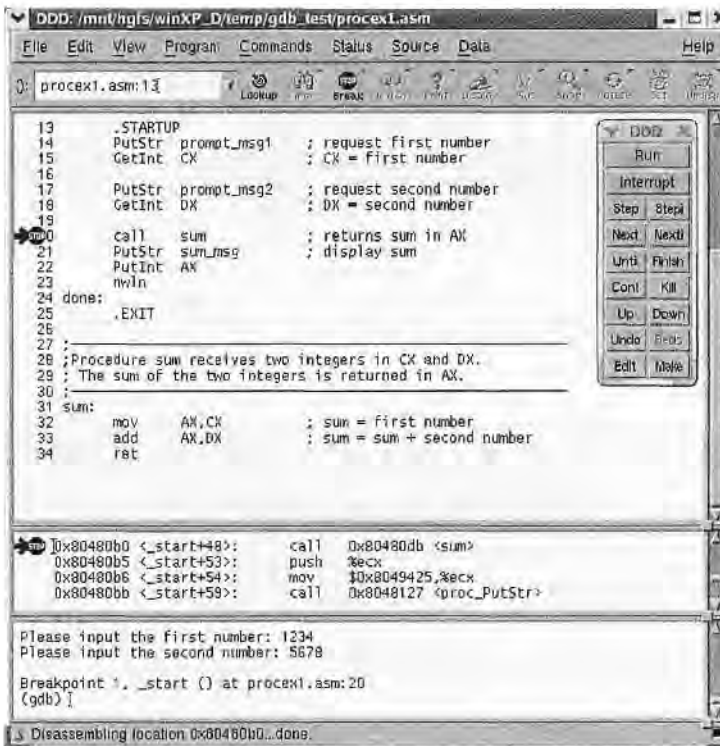 DDD: /mnt/hgfs/winXP_D/temp/gdb_test/procex1.asm
File Edit View Program Commands Status Source Data Help
(): procex1.asm:13
Lookup Break
13 .STARTUP
14 PutStr prompt_msg1 ; request first number
15 GetInt CX ; CX = first number
16
17 PutStr prompt_msg2 ; request second number
18 GetInt DX ; DX = second number
19
20 call sum ; returns sum in AX
21 PutStr sum_msg ; display sum
22 PutInt AX
23 nwln
24 done:
25 .EXIT
26
27 ;
28 ;Procedure sum receives two integers in CX and DX.
29 ; The sum of the two integers is returned in AX.
30 ;
31 sum:
32 mov AX,CX ; sum = first number
33 add AX,DX ; sum = sum + second number
34 ret
DDD
Run
Interrupt
Step Stepi
Next Nexti
Until Finish
Cont Kill
Up Down
Undo Redo
Edit Make
0x80480b0 <_start+48>: call 0x80480db <sum>
0x80480b5 <_start+53>: push %ecx
0x80480b6 <_start+54>: mov $0x8049425,%ecx
0x80480bb <_start+59>: call 0x8048127 <proc_PutStr>
Please input the first number: 1234
Please input the second number: 5678
Breakpoint 1, _start () at procex1.asm:20
(gdb)
Disassembling location 0x80480b0...done.